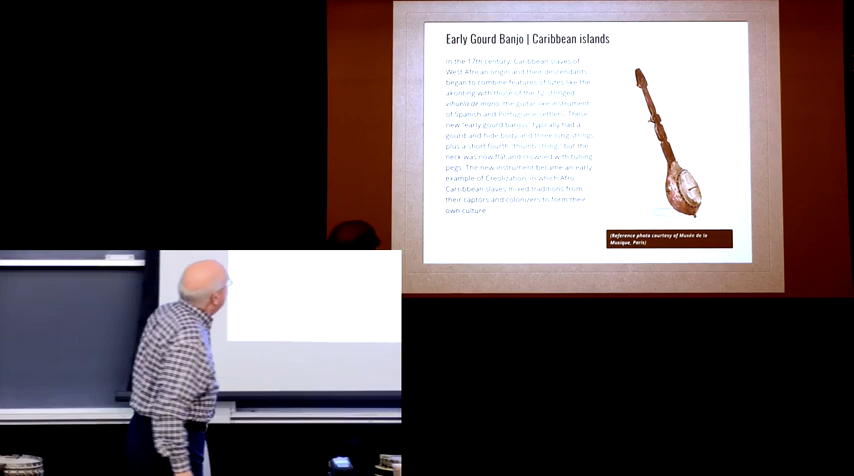 Early Gourd Banjo | Caribbean islands
In the 17th century, Caribbean slaves of
West African origin and their descendants
began to combine features of lutes like the
akonting with those of the 12-stringed
vihuela de mano, the guitar-like instrument
of Spanish and Portuguese settlers. These
new "early gourd banjos" typically had a
gourd and hide body and three long strings,
plus a short fourth "thumb string," but the
neck was now flat and crowned with tuning
pegs. The new instrument became an early
example of Creolization, in which Afro
Carribbean slaves mixed traditions from
their captors and colonizers to form their
own culture.
(Reference photo courtesy of Musée de la
Musique, Paris)